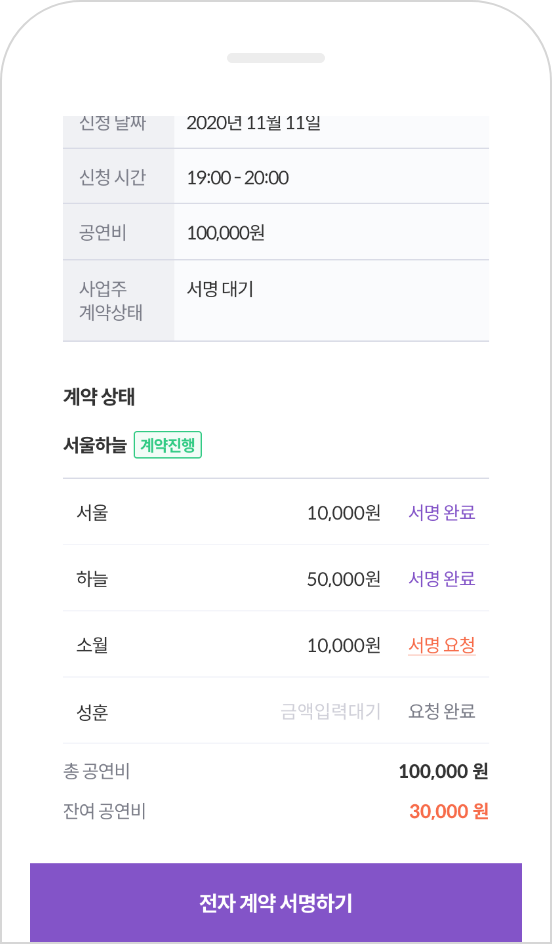 신청 날짜 2020년 11월 11일
신청 시간 19:00 - 20:00
공연비 100,000원
사업주 서명 대기
계약상태
계약 상태
서울하늘 계약진행
서울 10,000원 서명 완료
하늘 50,000원 서명 완료
소월 10,000원 서명 요청
성훈 금액입력대기 요청 완료
총 공연비 100,000 원
잔여 공연비 30,000 원
전자 계약 서명하기